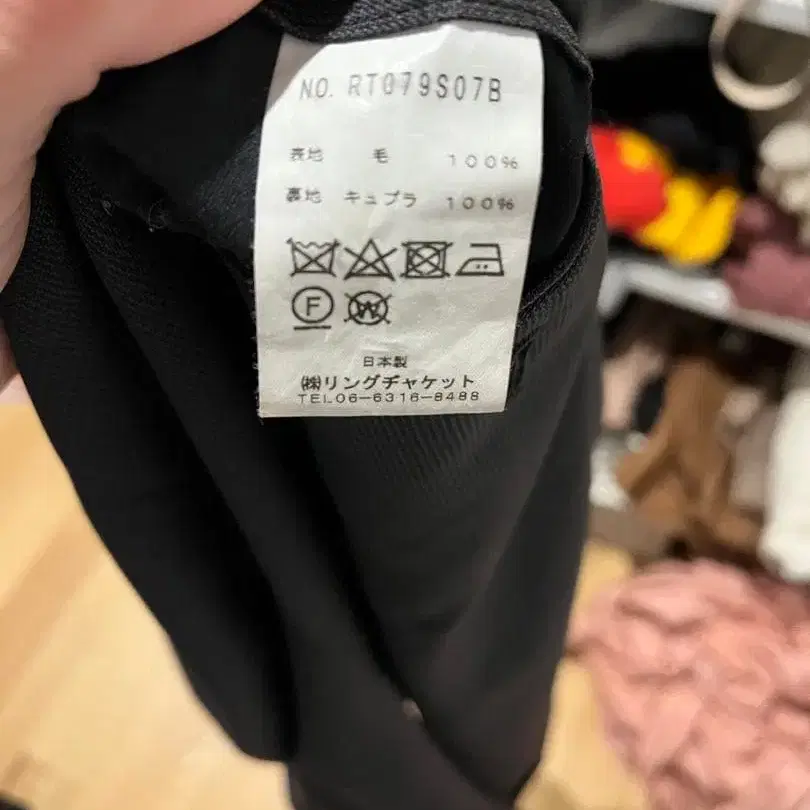 NO. RT079S07B
表地 毛 100%
裏地 キュプラ 100%
F W
日本製
㈱リングヂャケット
TEL06-6316-8488